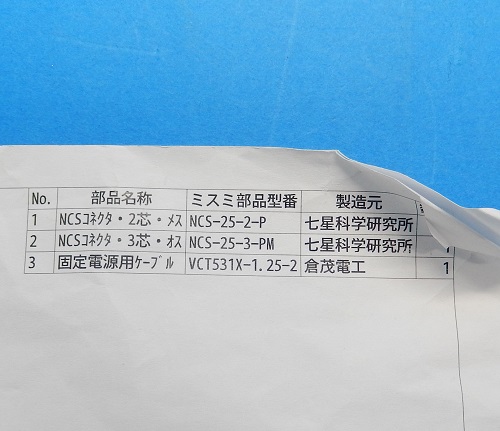 No. 部品名称 ミスミ部品型番 製造元
1 NCSｺﾈｸﾀ・2芯・ﾒｽ NCS-25-2-P 七星科学研究所
2 NCSｺﾈｸﾀ・3芯・ｵｽ NCS-25-3-PM 七星科学研究所
3 固定電源用ｹｰﾌﾞﾙ VCT531X-1.25-2 倉茂電工 1